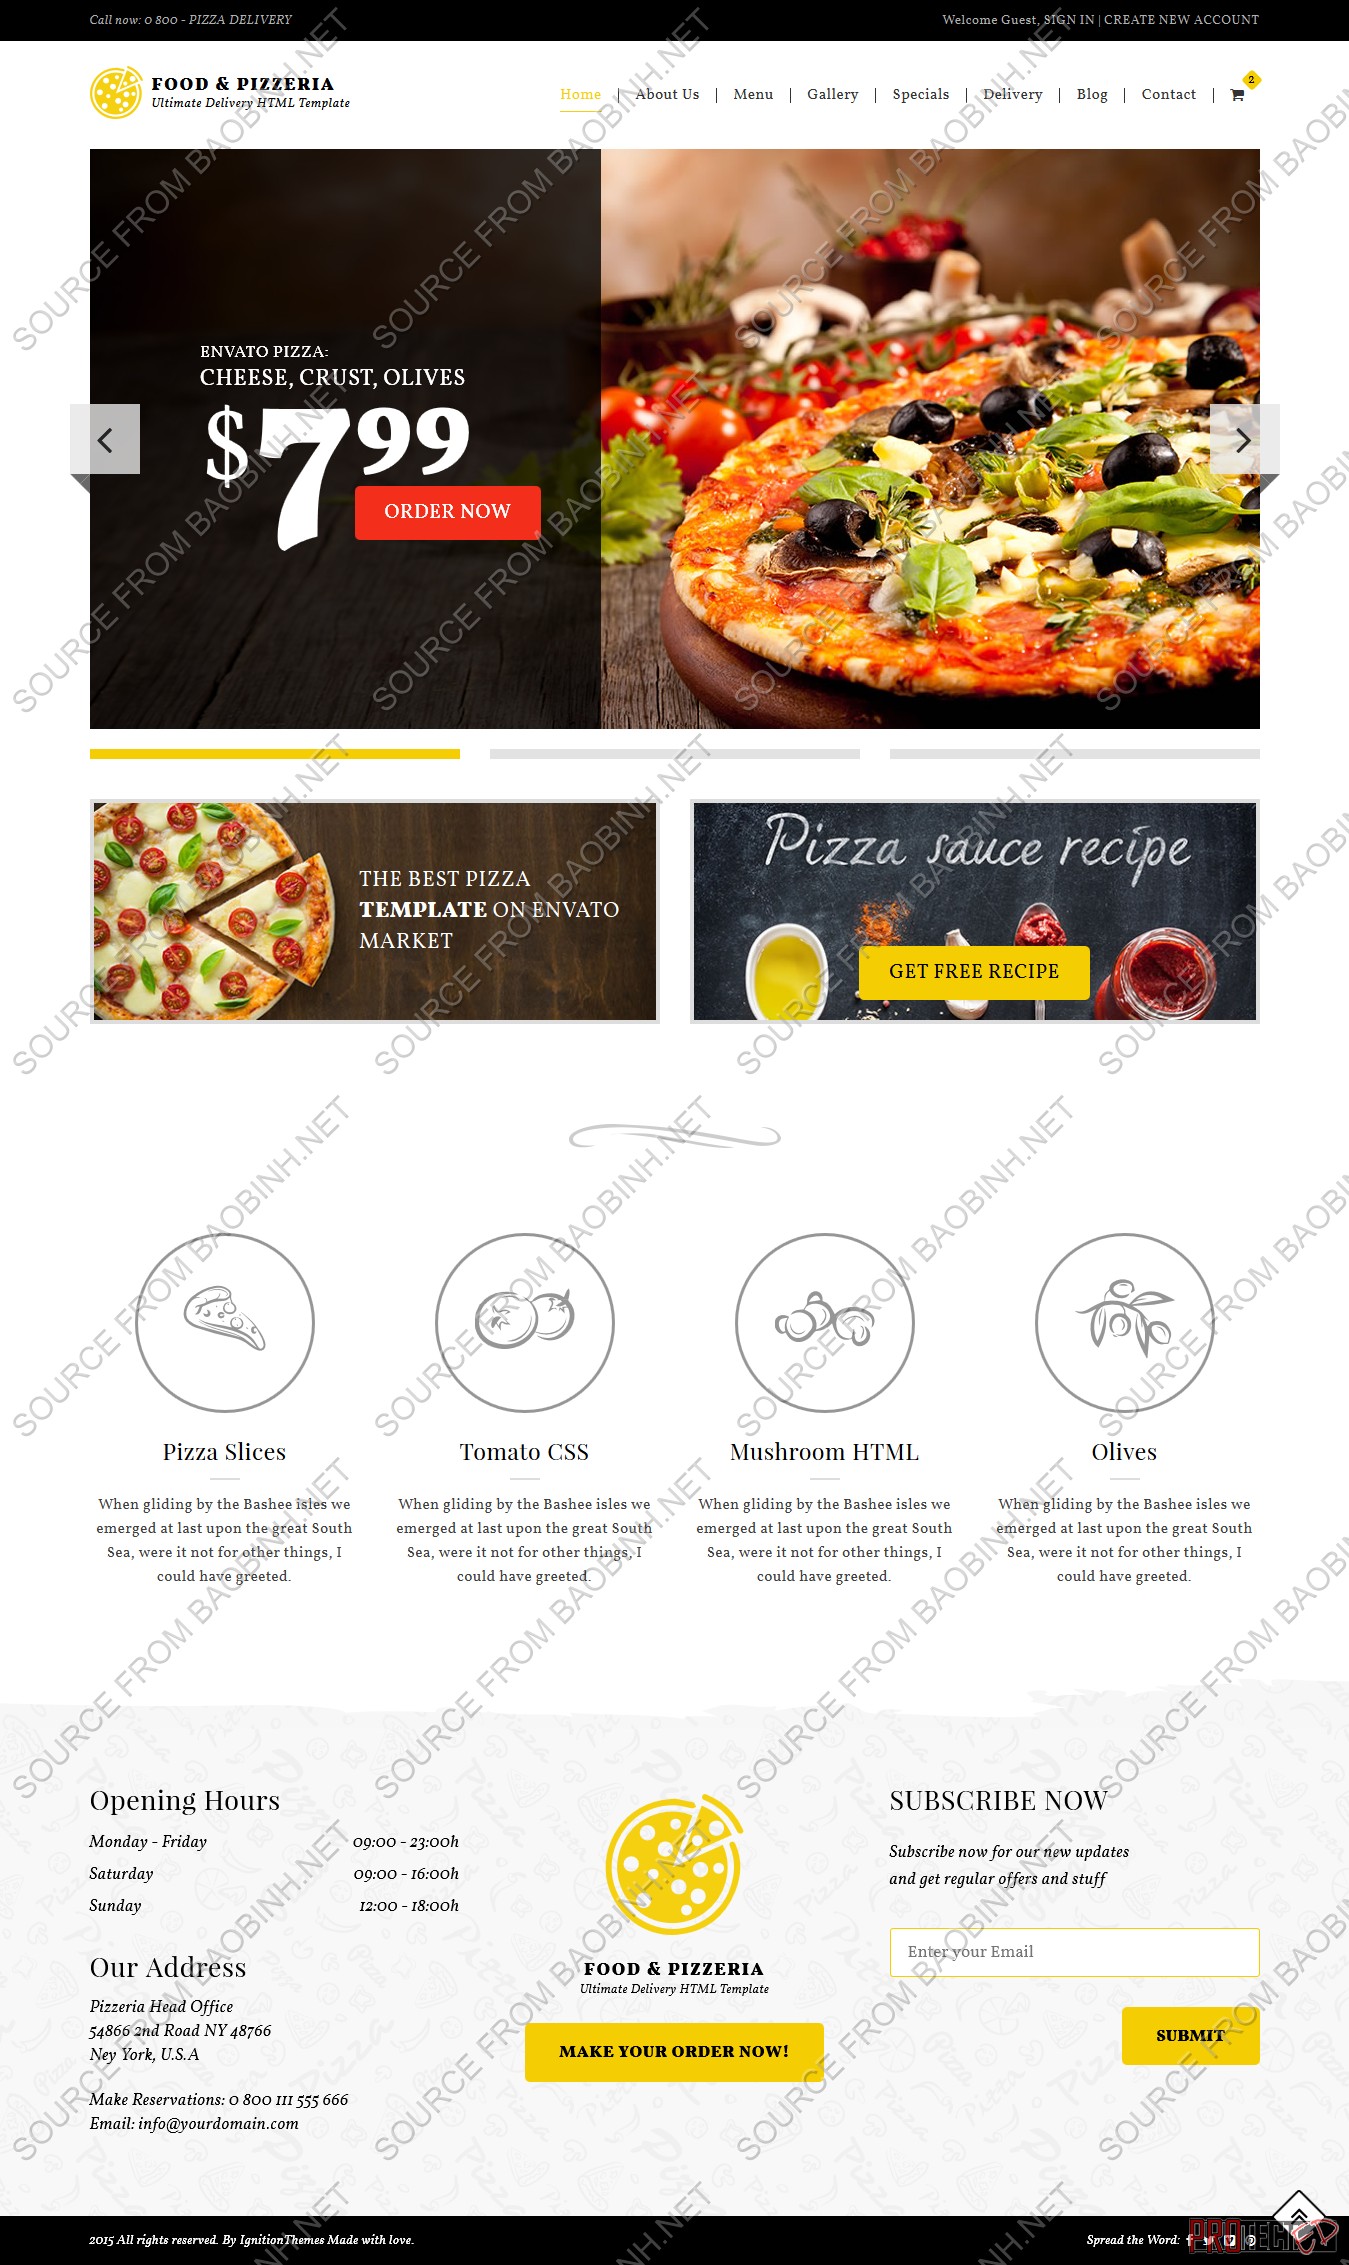 Call now: 0 800 - PIZZA DELIVERY
Welcome Guest, SIGN IN | CREATE NEW ACCOUNT
FOOD & PIZZERIA
Ultimate Delivery HTML Template
Home | About Us | Menu | Gallery | Specials | Delivery | Blog | Contact |
2
ENVATO PIZZA:
CHEESE, CRUST, OLIVES
$799
ORDER NOW
THE BEST PIZZA
TEMPLATE ON ENVATO
MARKET
Pizza sauce recipe
GET FREE RECIPE
Pizza Slices
When gliding by the Bashee isles we
emerged at last upon the great South
Sea, were it not for other things, I
could have greeted.
Tomato CSS
When gliding by the Bashee isles we
emerged at last upon the great South
Sea, were it not for other things, I
could have greeted.
Mushroom HTML
When gliding by the Bashee isles we
emerged at last upon the great South
Sea, were it not for other things, I
could have greeted.
Olives
When gliding by the Bashee isles we
emerged at last upon the great South
Sea, were it not for other things, I
could have greeted.
Opening Hours
Monday - Friday 09:00 - 23:00h
Saturday 09:00 - 16:00h
Sunday 12:00 - 18:00h
Our Address
Pizzeria Head Office
54866 2nd Road NY 48766
Ney York, U.S.A
Make Reservations: 0 800 111 555 666
Email: info@yourdomain.com
FOOD & PIZZERIA
Ultimate Delivery HTML Template
MAKE YOUR ORDER NOW!
SUBSCRIBE NOW
Subscribe now for our new updates
and get regular offers and stuff
Enter your Email
SUBMIT
2015 All rights reserved. By IgnitionThemes Made with love.
Spread the Word:
PROTECTED
SOURCE FROM BAOBINH.NET